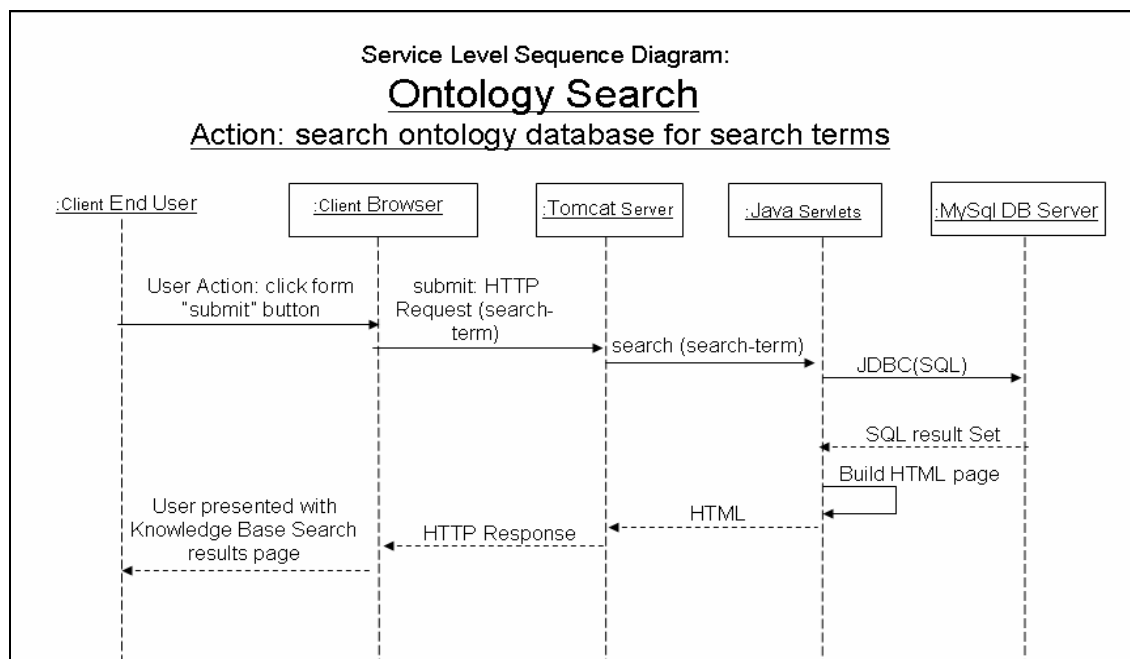 Service Level Sequence Diagram:
Ontology Search
Action: search ontology database for search terms
:Client End User
:Client Browser
:Tomcat Server
:Java Servlets
:MySql DB Server
User Action: click form
"submit" button
submit: HTTP
Request (search-
term)
search (search-term)
JDBC(SQL)
SQL result Set
Build HTML page
HTML
HTTP Response
User presented with
Knowledge Base Search
results page